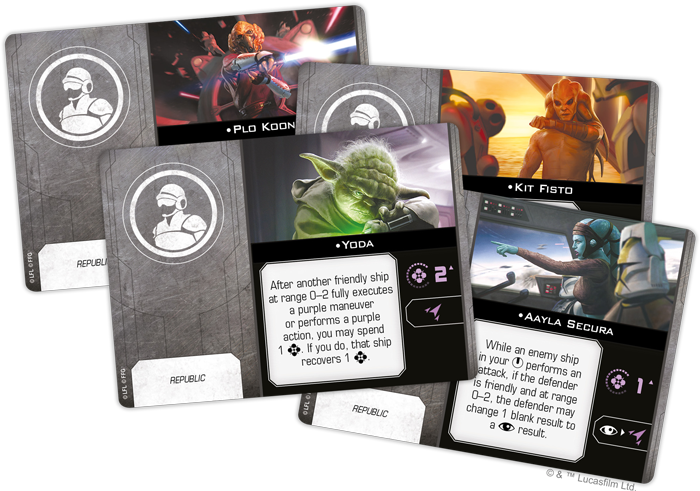 •PLO KOON
REPUBLIC
©LFL ©FFG
•KIT FISTO
•YODA
After another friendly ship
at range 0–2 fully executes
a purple maneuver
or performs a purple
action, you may spend
1 . If you do, that ship
recovers 1 .
2
REPUBLIC
©LFL ©FFG
•AAYLA SECURA
While an enemy ship
in your performs an
attack, if the defender
is friendly and at range
0–2, the defender may
change 1 blank result to
a result.
1
REPUBLIC
©LFL ©FFG
© & ™ Lucasfilm Ltd.